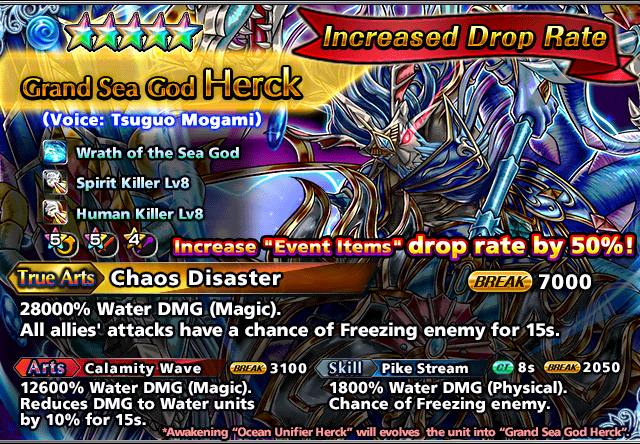 Increased Drop Rate
Grand Sea God Herck
(Voice: Tsuguo Mogami)
Wrath of the Sea God
Spirit Killer Lv8
Human Killer Lv8
5 5 4
Increase "Event Items" drop rate by 50%!
True Arts Chaos Disaster BREAK 7000
28000% Water DMG (Magic).
All allies' attacks have a chance of Freezing enemy for 15s.
Arts Calamity Wave BREAK 3100
12600% Water DMG (Magic).
Reduces DMG to Water units
by 10% for 15s.
Skill Pike Stream CT 8s BREAK 2050
1800% Water DMG (Physical).
Chance of Freezing enemy.
*Awakening "Ocean Unifier Herck" will evolves the unit into "Grand Sea God Herck".